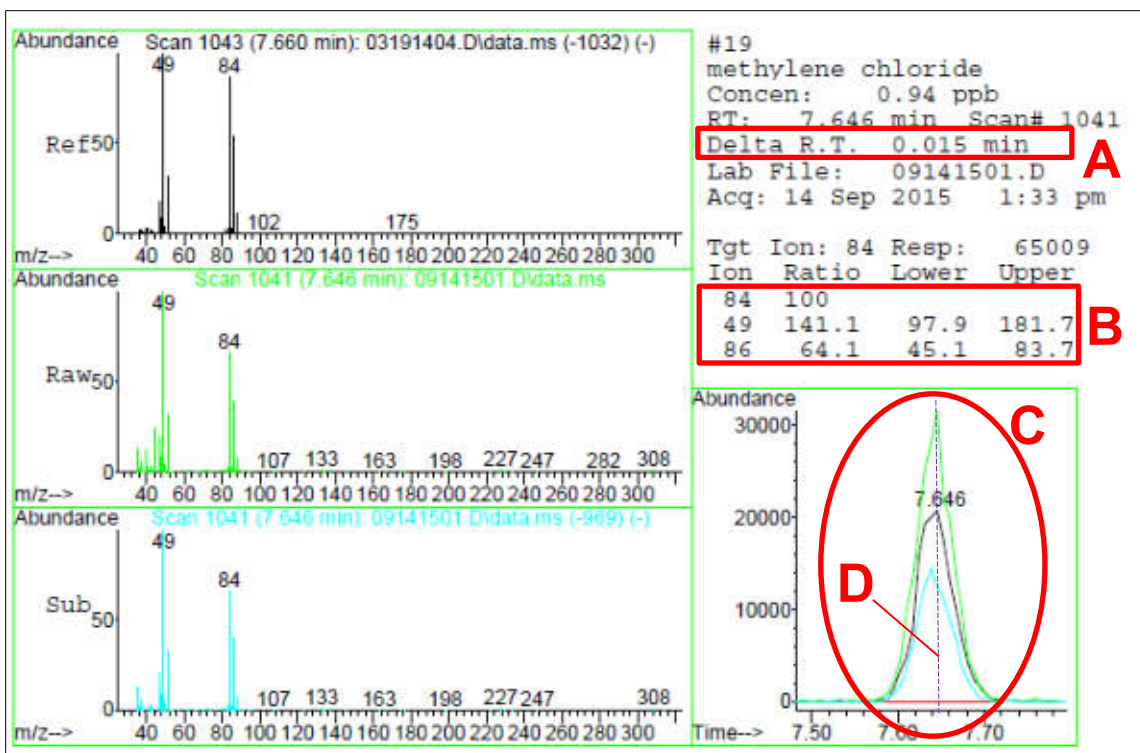 Abundance Scan 1043 (7.660 min): 03191404.D\data.ms (-1032) (-)
49 84
Ref 50
102 175
0
m/z--> 40 60 80 100 120 140 160 180 200 220 240 260 280 300
Abundance Scan 1041 (7.646 min): 09141501.D\data.ms
49
84
Raw 50
107 133 163 198 227 247 282 308
0
m/z--> 40 60 80 100 120 140 160 180 200 220 240 260 280 300
Abundance Scan 1041 (7.646 min): 09141501.D\data.ms (-969) (-)
49
84
Sub 50
107 133 163 198 227 247 308
0
m/z--> 40 60 80 100 120 140 160 180 200 220 240 260 280 300
#19
methylene chloride
Concen: 0.94 ppb
RT: 7.646 min Scan# 1041
Delta R.T. 0.015 min
A
Lab File: 09141501.D
Acq: 14 Sep 2015 1:33 pm
Tgt Ion: 84 Resp: 65009
Ion Ratio Lower Upper
84 100
49 141.1 97.9 181.7
86 64.1 45.1 83.7
B
Abundance
30000
C
7.646
20000
D
10000
0
Time--> 7.50 7.60 7.70